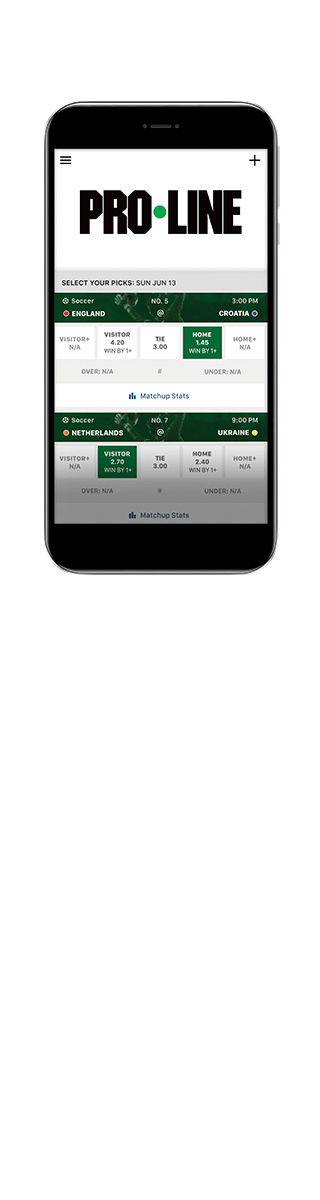 PRO•LINE
SELECT YOUR PICKS: SUN JUN 13
Soccer NO. 5 3:00 PM
ENGLAND @ CROATIA
VISITOR+ N/A
VISITOR 4.20 WIN BY 1+
TIE 3.00
HOME 1.45 WIN BY 1+
HOME+ N/A
OVER: N/A # UNDER: N/A
Matchup Stats
Soccer NO. 7 9:00 PM
NETHERLANDS @ UKRAINE
VISITOR+ N/A
VISITOR 2.70 WIN BY 1+
TIE 3.00
HOME 2.40 WIN BY 1+
HOME+ N/A
OVER: N/A # UNDER: N/A
Matchup Stats